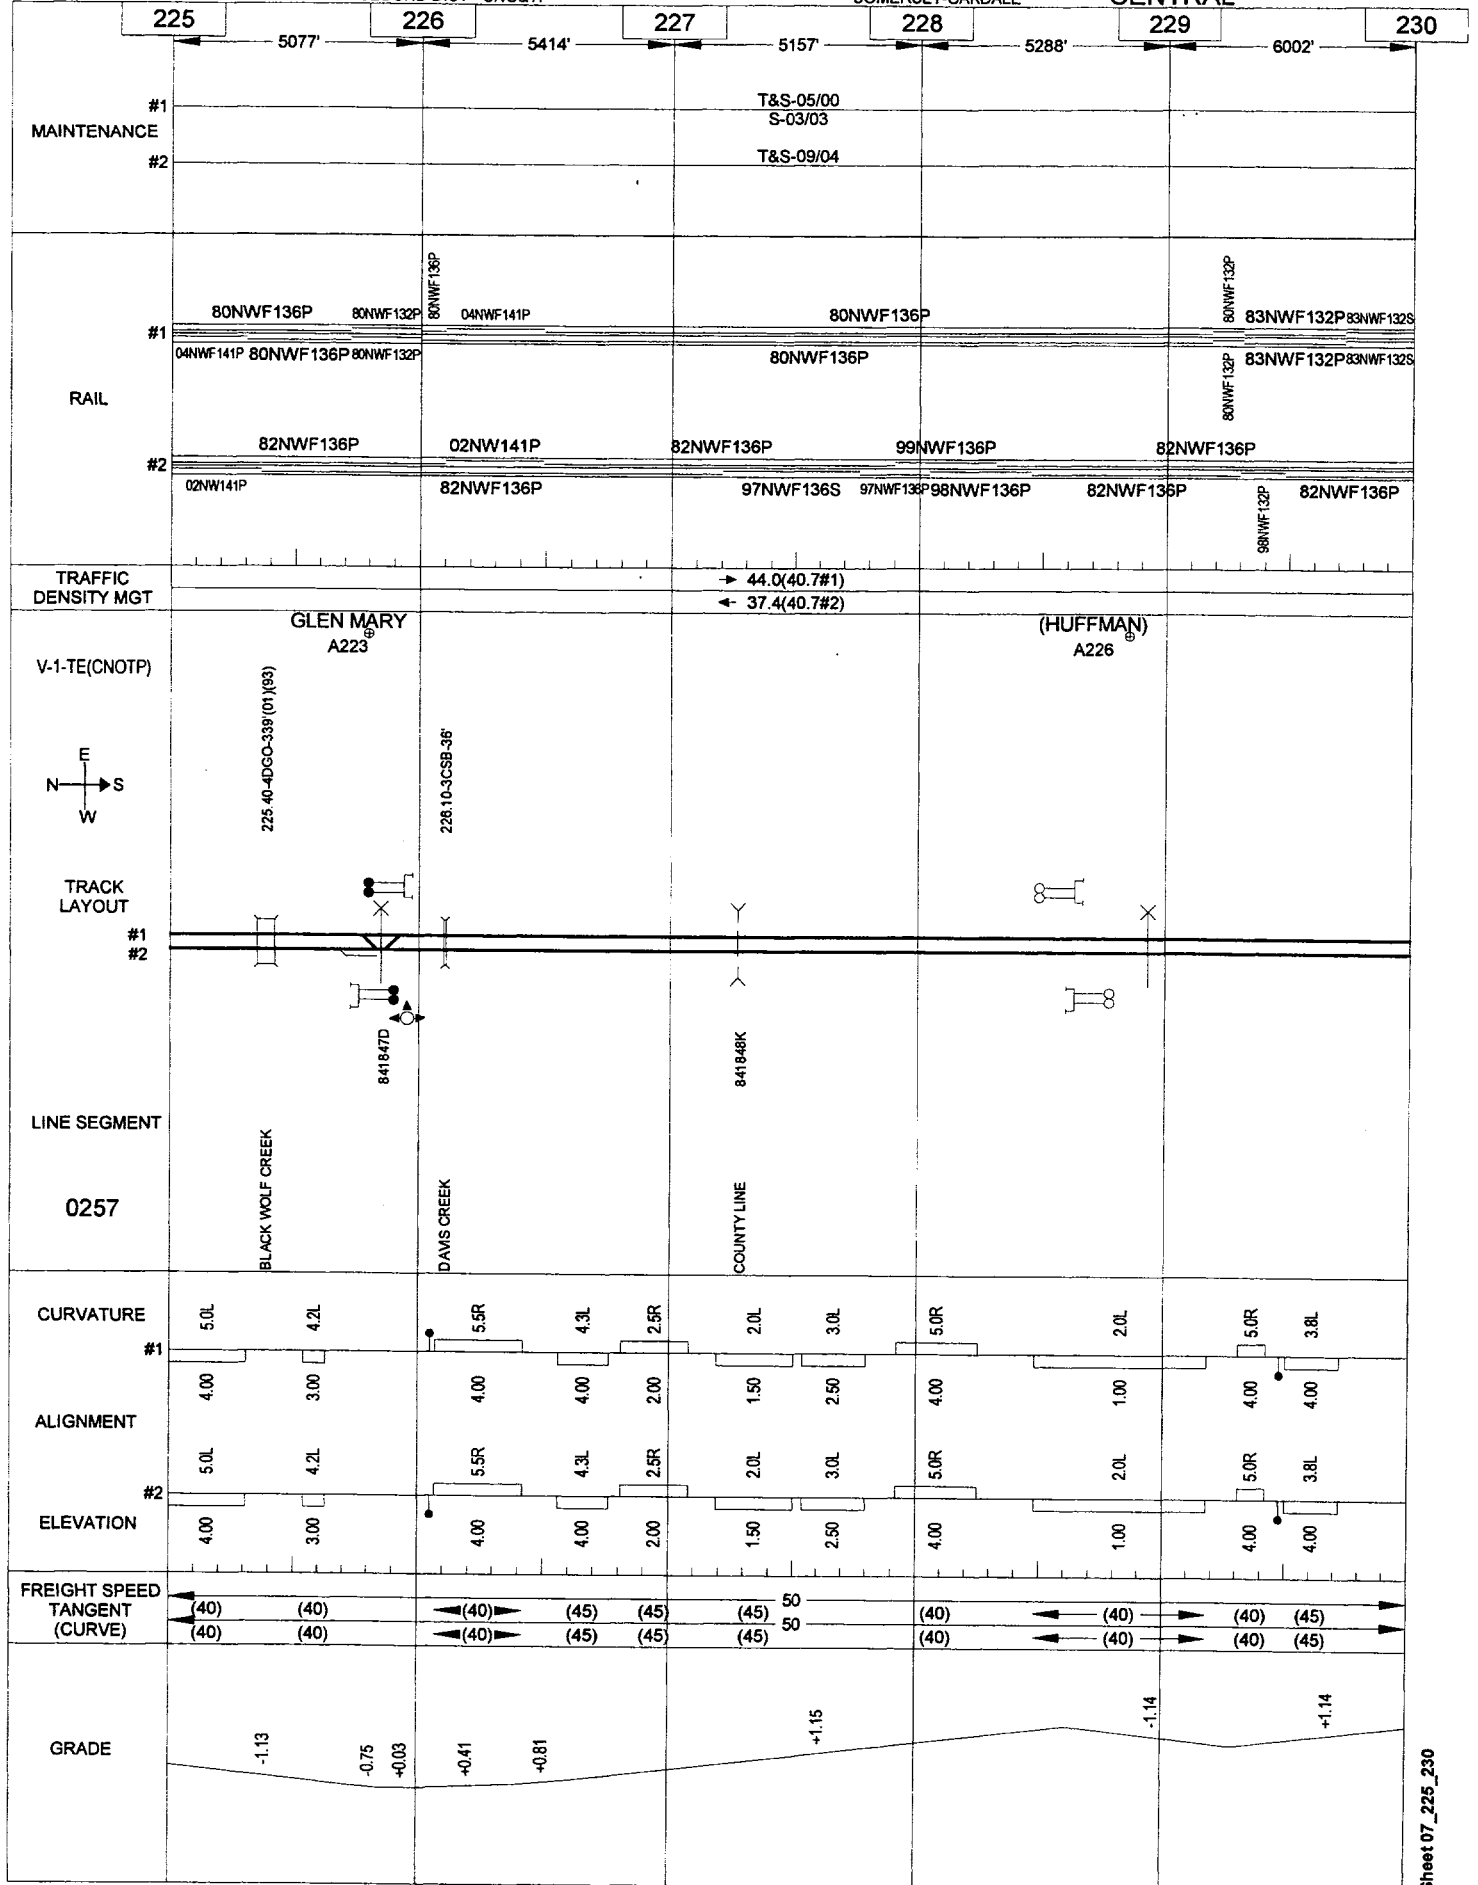 CENTRAL
225 226 227 228 229 230
5077' 5414' 5157' 5288' 6002'
#1 T&S-05/00
MAINTENANCE S-03/03
#2 T&S-09/04
80NWF136P 80NWF132P
80NWF136P 80NWF132P 04NWF141P 80NWF136P 83NWF132P 83NWF132S
#1
04NWF141P 80NWF136P 80NWF132P 80NWF136P 83NWF132P 83NWF132S
80NWF132P
RAIL
82NWF136P 02NW141P 82NWF136P 99NWF136P 82NWF136P
#2
02NW141P 82NWF136P 97NWF136S 97NWF136P 98NWF136P 82NWF136P 82NWF136P
98NWF132P
TRAFFIC 44.0(40.7#1)
DENSITY MGT 37.4(40.7#2)
GLEN MARY (HUFFMAN)
A223 A226
V-1-TE(CNOTP)
225.40-4DGO-339'(01)(93)
226.10-3CSB-36'
E
N S
W
TRACK
LAYOUT
#1
#2
841847D 841848K
LINE SEGMENT
0257
BLACK WOLF CREEK DAVIS CREEK COUNTY LINE
CURVATURE 5.0L 4.2L 5.5R 4.3L 2.5R 2.0L 3.0L 5.0R 2.0L 5.0R 3.8L
#1
4.00 3.00 4.00 4.00 2.00 1.50 2.50 4.00 1.00 4.00 4.00
ALIGNMENT
5.0L 4.2L 5.5R 4.3L 2.5R 2.0L 3.0L 5.0R 2.0L 5.0R 3.8L
#2
ELEVATION 4.00 3.00 4.00 4.00 2.00 1.50 2.50 4.00 1.00 4.00 4.00
FREIGHT SPEED 50
TANGENT (40) (40) (40) (45) (45) (45) (40) (40) (40) (45)
50
(CURVE) (40) (40) (40) (45) (45) (45) (40) (40) (40) (45)
GRADE -1.13 -0.75 +0.03 +0.41 +0.81 +1.15 -1.14 +1.14
Sheet 07_225_230